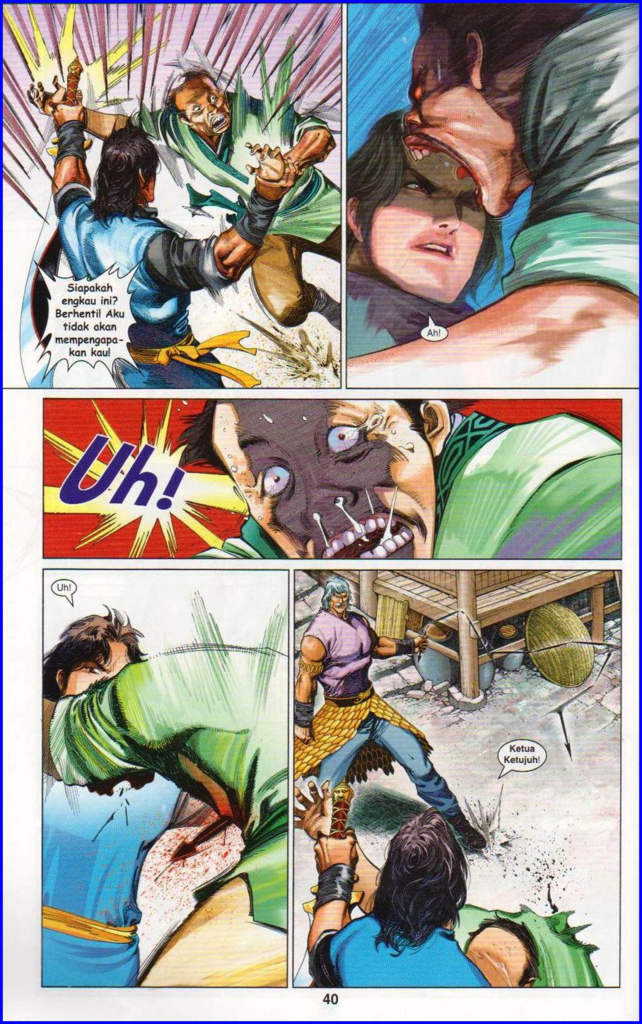 Siapakah
engkau ini?
Berhenti! Aku
tidak akan
mempengapa-
kan kau!
Ah!
Uh!
Uh!
Ketua
Ketujuh!
40